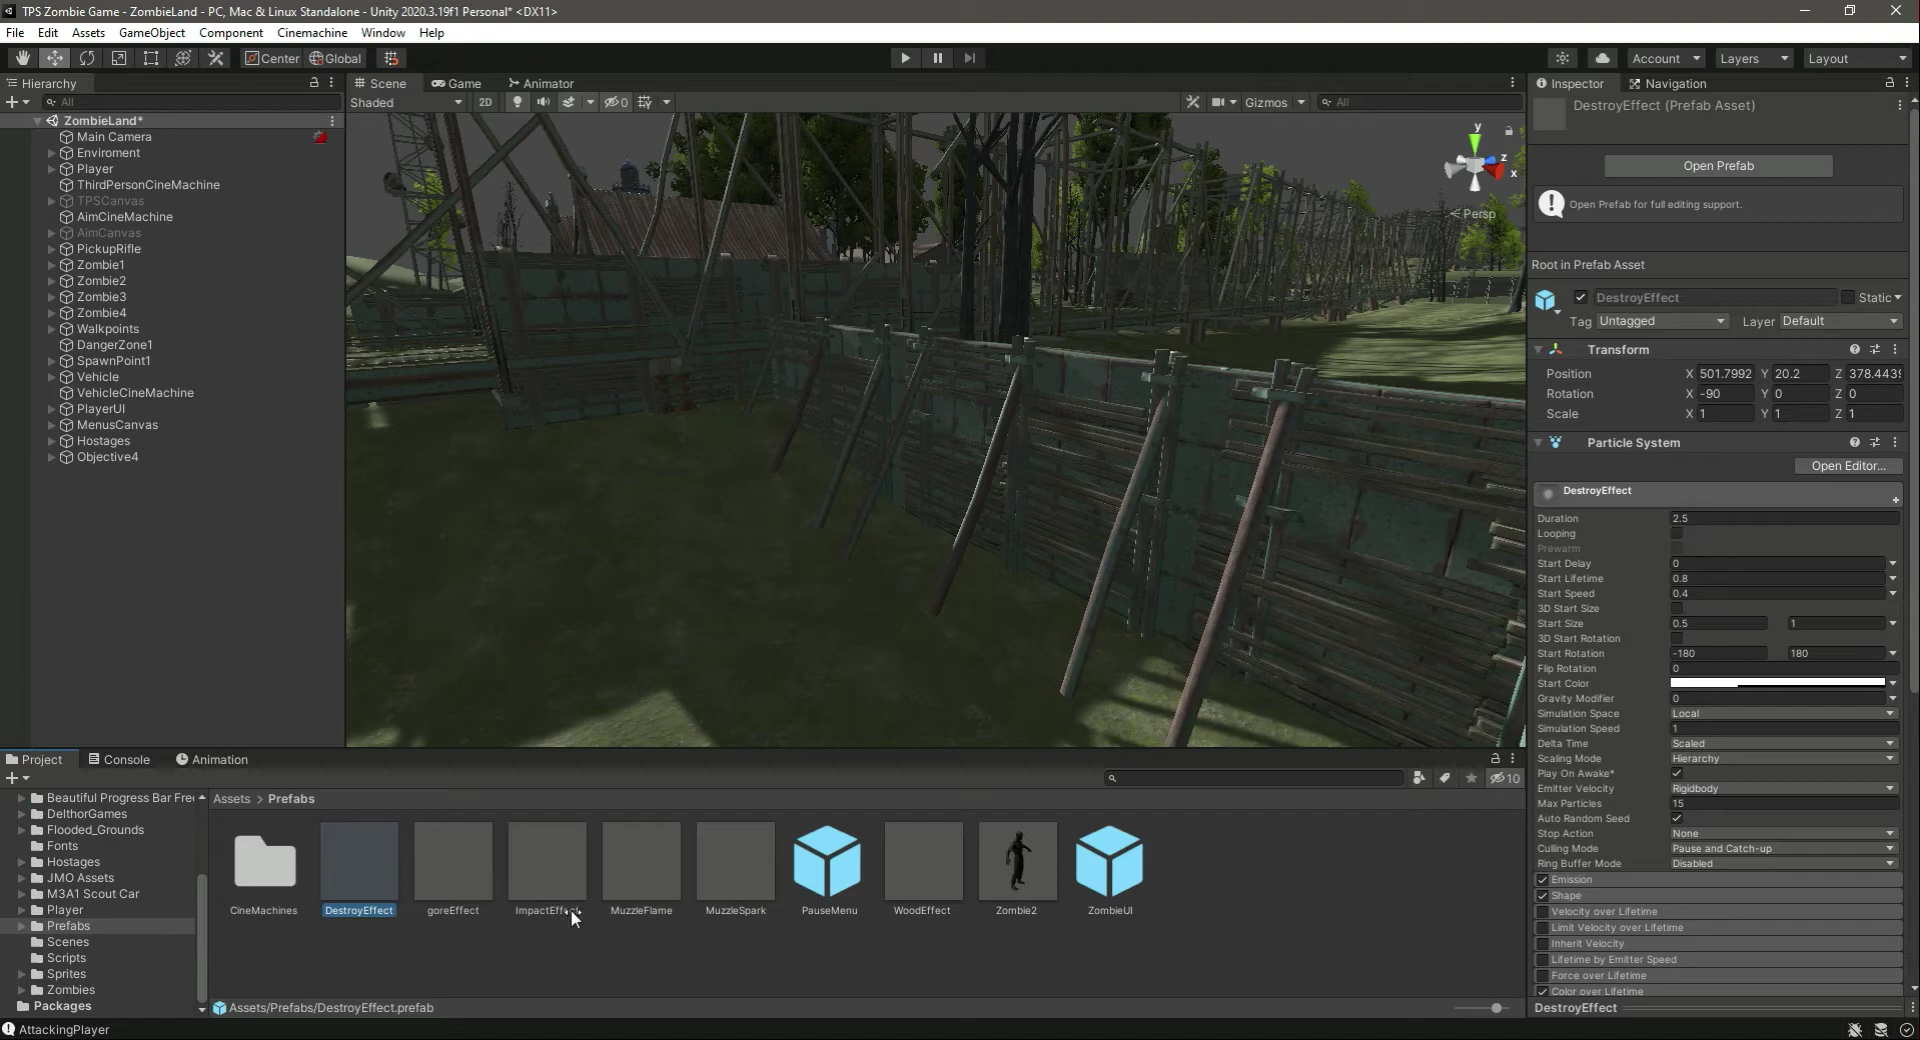 TPS Zombie Game - ZombieLand - PC, Mac & Linux Standalone - Unity 2020.3.19f1 Personal* <DX11>
File Edit Assets GameObject Component Cinemachine Window Help
Center Global Account Layers Layout
Hierarchy
All
ZombieLand*
Main Camera
Enviroment
Player
ThirdPersonCineMachine
TPSCanvas
AimCineMachine
AimCanvas
PickupRifle
Zombie1
Zombie2
Zombie3
Zombie4
Walkpoints
DangerZone1
SpawnPoint1
Vehicle
VehicleCineMachine
PlayerUI
MenusCanvas
Hostages
Objective4
Scene Game Animator
Shaded 2D 0 Gizmos All
y
z
x
Persp
Inspector Navigation
DestroyEffect (Prefab Asset)
Open Prefab
Open Prefab for full editing support.
Root in Prefab Asset
DestroyEffect Static
Tag Untagged Layer Default
Transform
Position X 501.7992 Y 20.2 Z 378.4439
Rotation X -90 Y 0 Z 0
Scale X 1 Y 1 Z 1
Particle System
Open Editor...
DestroyEffect
Duration 2.5
Looping
Prewarm
Start Delay 0
Start Lifetime 0.8
Start Speed 0.4
3D Start Size
Start Size 0.5 1
3D Start Rotation
Start Rotation -180 180
Flip Rotation 0
Start Color
Gravity Modifier 0
Simulation Space Local
Simulation Speed 1
Delta Time Scaled
Scaling Mode Hierarchy
Play On Awake*
Emitter Velocity Rigidbody
Max Particles 15
Auto Random Seed
Stop Action None
Culling Mode Pause and Catch-up
Ring Buffer Mode Disabled
Emission
Shape
Velocity over Lifetime
Limit Velocity over Lifetime
Inherit Velocity
Lifetime by Emitter Speed
Force over Lifetime
Color over Lifetime
DestroyEffect
Project Console Animation
10
Beautiful Progress Bar Free
DelthorGames
Flooded_Grounds
Fonts
Hostages
JMO Assets
M3A1 Scout Car
Player
Prefabs
Scenes
Scripts
Sprites
Zombies
Packages
Assets > Prefabs
CineMachines DestroyEffect goreEffect ImpactEffect MuzzleFlame MuzzleSpark PauseMenu WoodEffect Zombie2 ZombieUI
Assets/Prefabs/DestroyEffect.prefab
AttackingPlayer